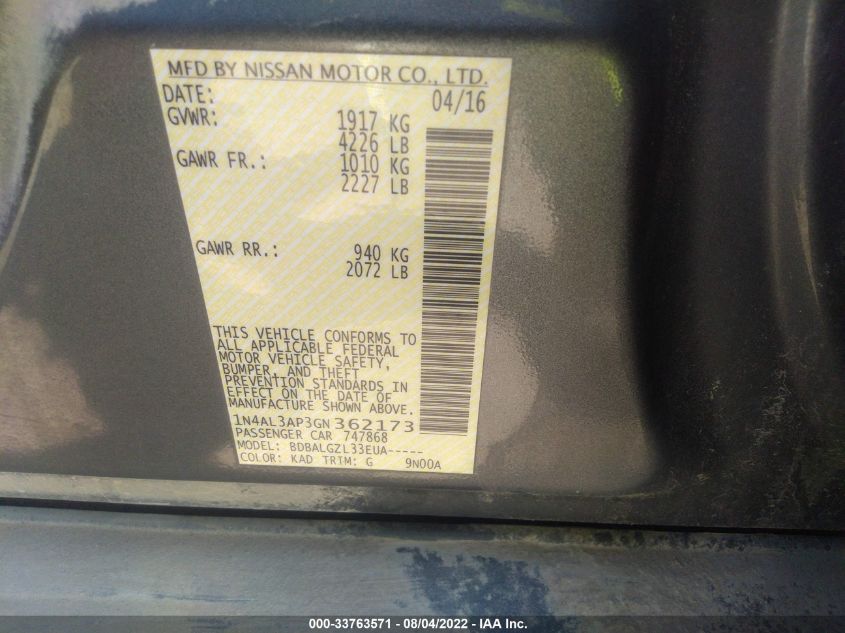 MFD BY NISSAN MOTOR CO., LTD.
DATE: 04/16
GVWR: 1917 KG
4226 LB
GAWR FR.: 1010 KG
2227 LB
GAWR RR.: 940 KG
2072 LB
THIS VEHICLE CONFORMS TO
ALL APPLICABLE FEDERAL
MOTOR VEHICLE SAFETY,
BUMPER, AND THEFT
PREVENTION STANDARDS IN
EFFECT ON THE DATE OF
MANUFACTURE SHOWN ABOVE.
1N4AL3AP3GN362173
PASSENGER CAR 747868
MODEL: BDBALGZL33EUA-----
COLOR: KAD TRIM: G 9N00A
000-33763571 - 08/04/2022 - IAA Inc.